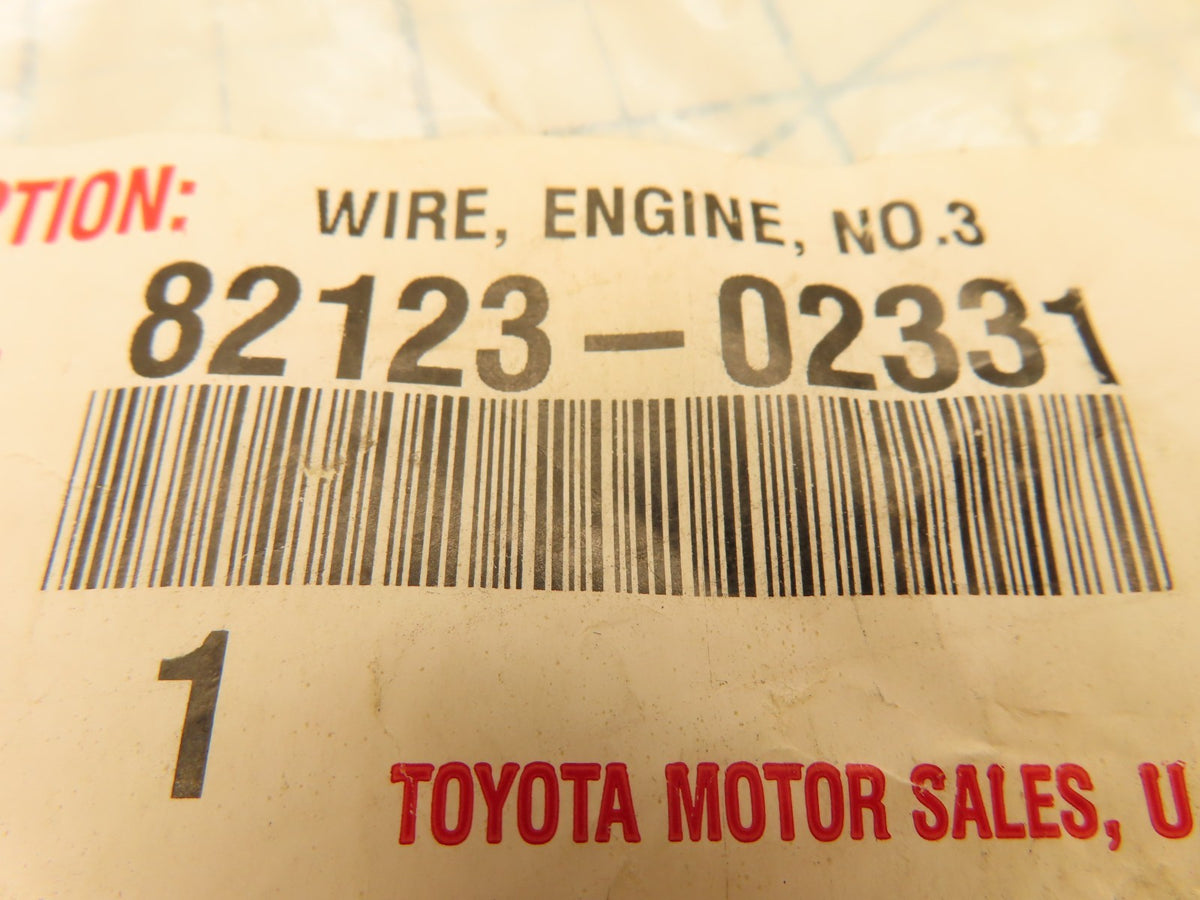 PTION: WIRE, ENGINE, NO.3
82123-02331
1
TOYOTA MOTOR SALES, U